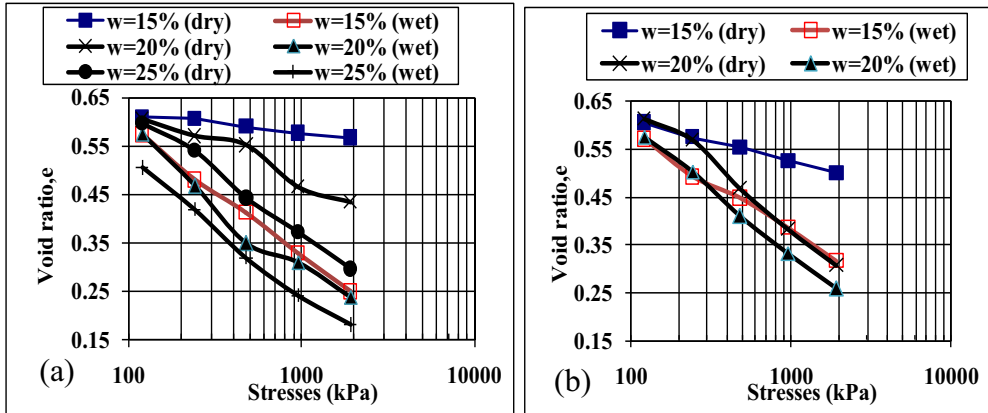 w=15% (dry) w=15% (wet)
w=20% (dry) w=20% (wet)
w=25% (dry) w=25% (wet)
0.65
0.55
0.45
0.35
0.25
0.15
Void ratio,e
100 1000 10000
Stresses (kPa)
(a)
w=15% (dry) w=15% (wet)
w=20% (dry) w=20% (wet)
0.65
0.55
0.45
0.35
0.25
0.15
Void ratio,e
100 1000 10000
Stresses (kPa)
(b)